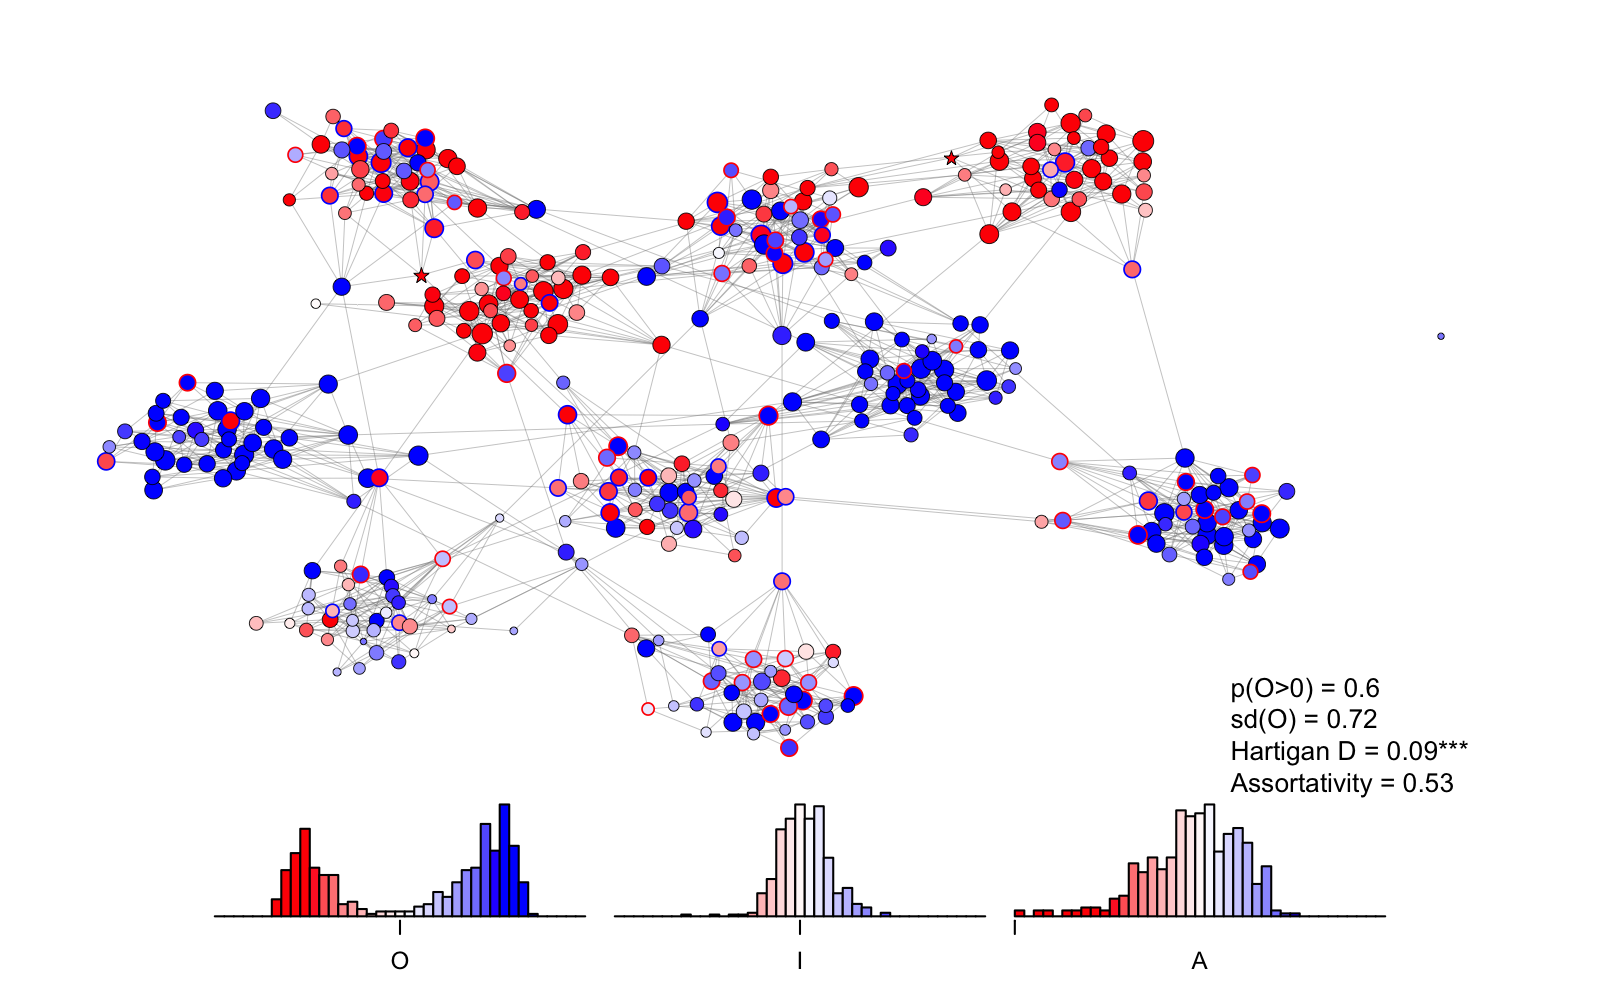 p(O>0) = 0.6
sd(O) = 0.72
Hartigan D = 0.09***
Assortativity = 0.53
O
I
A